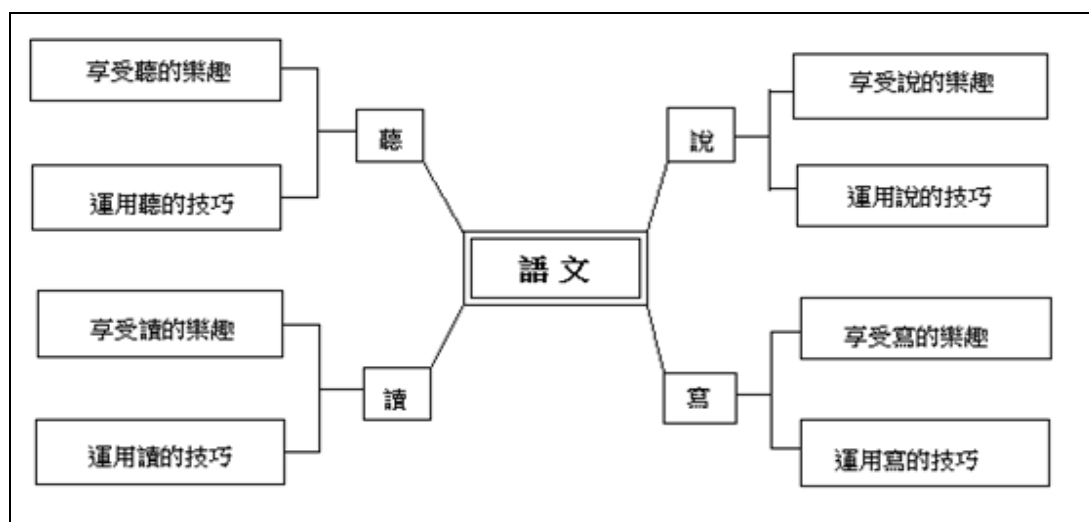 享受聽的樂趣
聽
運用聽的技巧
享受說的樂趣
說
運用說的技巧
語文
享受讀的樂趣
讀
運用讀的技巧
享受寫的樂趣
寫
運用寫的技巧